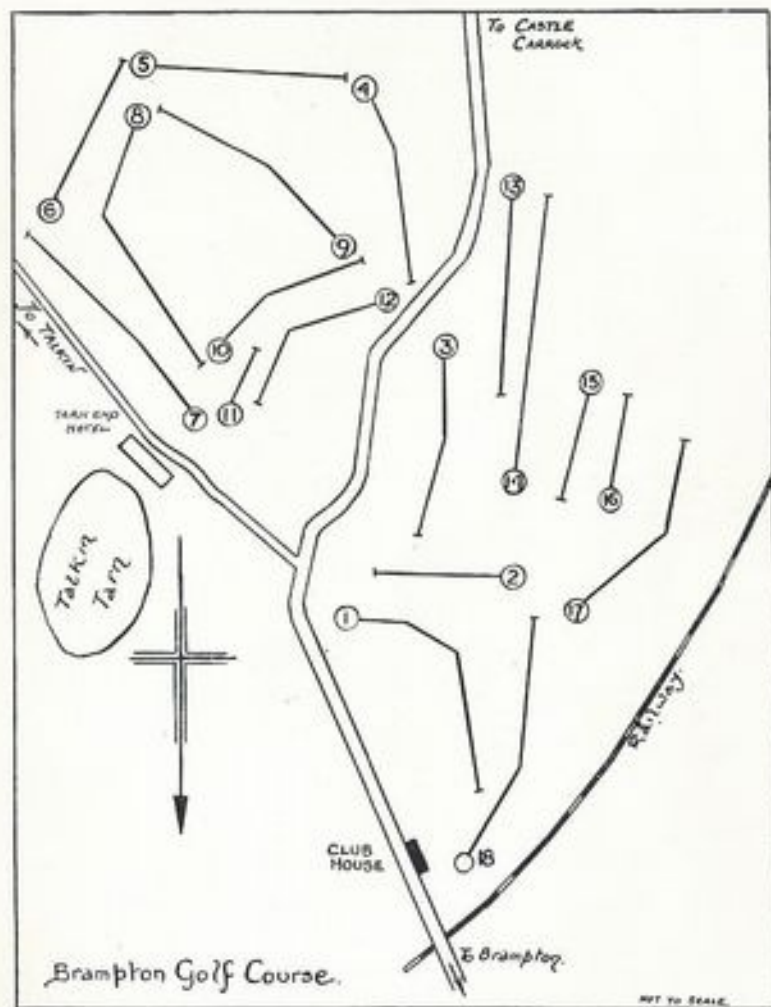 To CASTLE
CARROCK
5
4
8
13
6
9
12
3
10
15
TO TALKIN
11
7
TARN END
HOTEL
14
16
Talkin
Tarn
2
17
1
Railway.
CLUB
HOUSE
18
To Brampton.
Brampton Golf Course.
NOT TO SCALE.